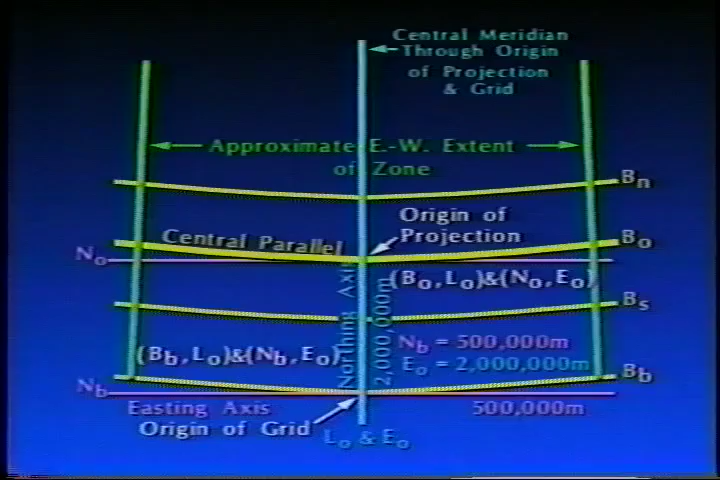 Central Meridian
Through Origin
of Projection
& Grid
Approximate E.-W. Extent
of Zone
Bn
Origin of
Projection
Central Parallel
Bo
No
(Bo,Lo)&(No,Eo)
Northing Axis
2,000,000m
Bs
Nb = 500,000m
Eo = 2,000,000m
(Bb,Lo)&(Nb,Eo)
Bb
Nb
Easting Axis
500,000m
Origin of Grid
Lo & Eo